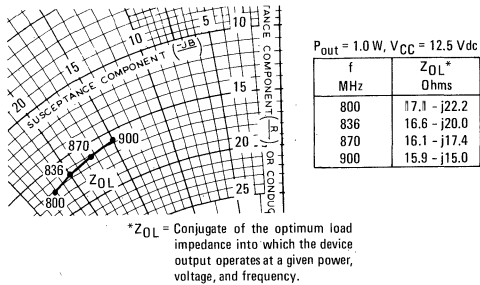 5
10
10
15
15
20
20
20
25
SUSCEPTANCE COMPONENT (-JB
TANCE COMPONENT (R
, OR CONDUC
900
870
836
800
ZOL
Pout = 1.0 W, VCC = 12.5 Vdc
f MHz
ZOL* Ohms
800 17.1 - j22.2
836 16.6 - j20.0
870 16.1 - j17.4
900 15.9 - j15.0
*ZOL = Conjugate of the optimum load
impedance into which the device
output operates at a given power,
voltage, and frequency.